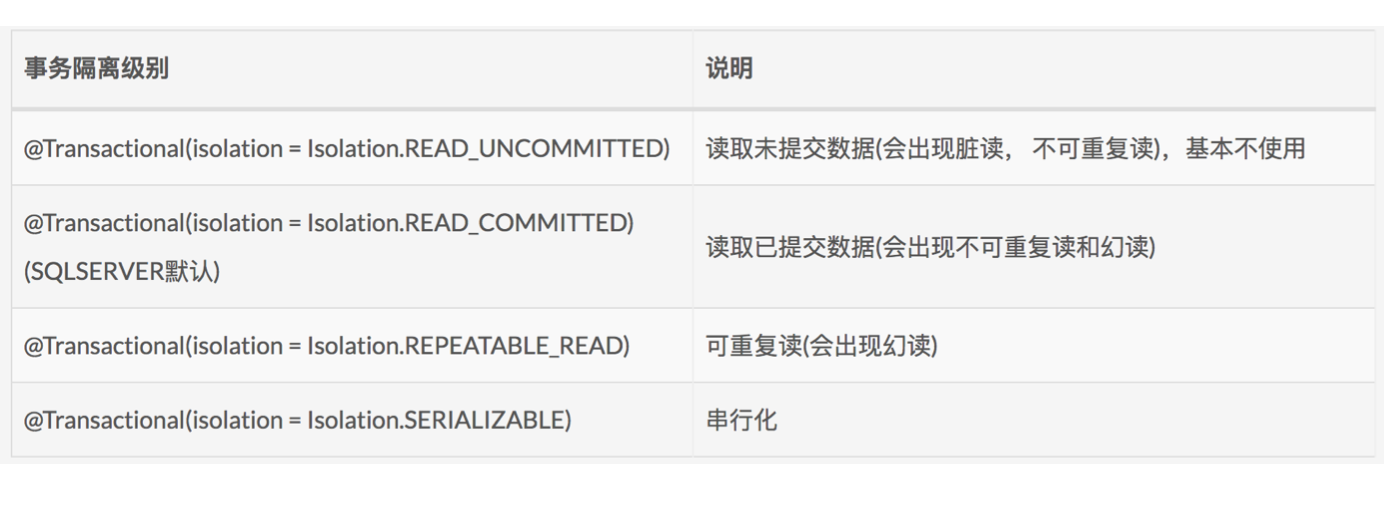 事务隔离级别
说明
@Transactional(isolation = Isolation.READ_UNCOMMITTED)
读取未提交数据(会出现脏读， 不可重复读)，基本不使用
@Transactional(isolation = Isolation.READ_COMMITTED)
(SQLSERVER默认)
读取已提交数据(会出现不可重复读和幻读)
@Transactional(isolation = Isolation.REPEATABLE_READ)
可重复读(会出现幻读)
@Transactional(isolation = Isolation.SERIALIZABLE)
串行化